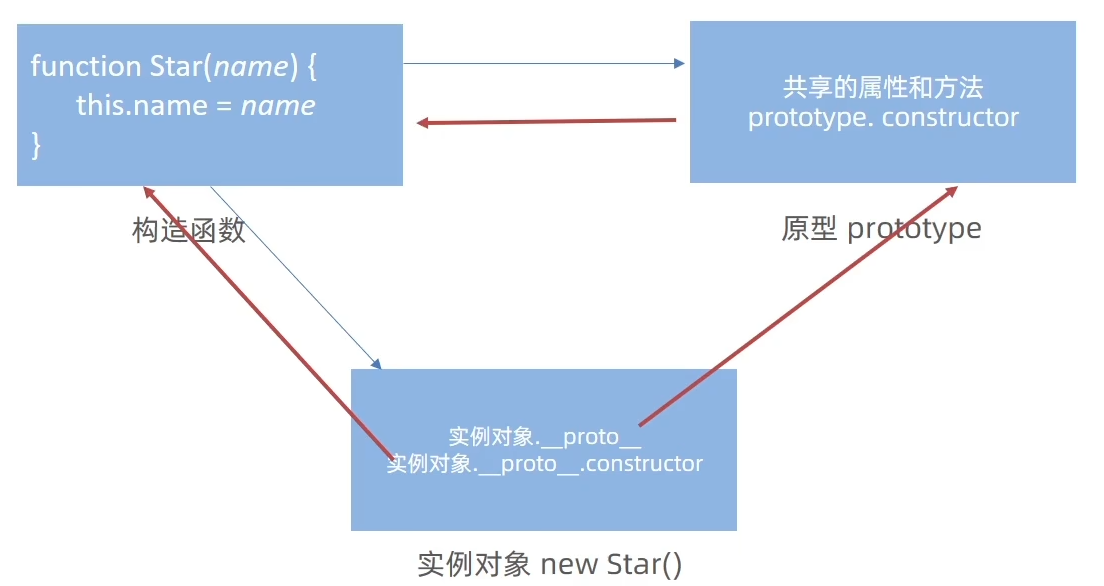 function Star(name) {
this.name = name
}
共享的属性和方法
prototype. constructor
构造函数
原型 prototype
实例对象.__proto__
实例对象.__proto__.constructor
实例对象 new Star()